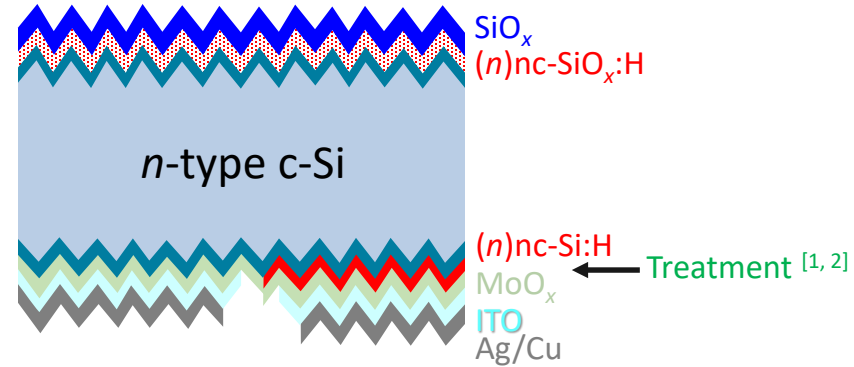 SiOx
(n)nc-SiOx:H
n-type c-Si
(n)nc-Si:H
Treatment [1, 2]
MoOx
ITO
Ag/Cu